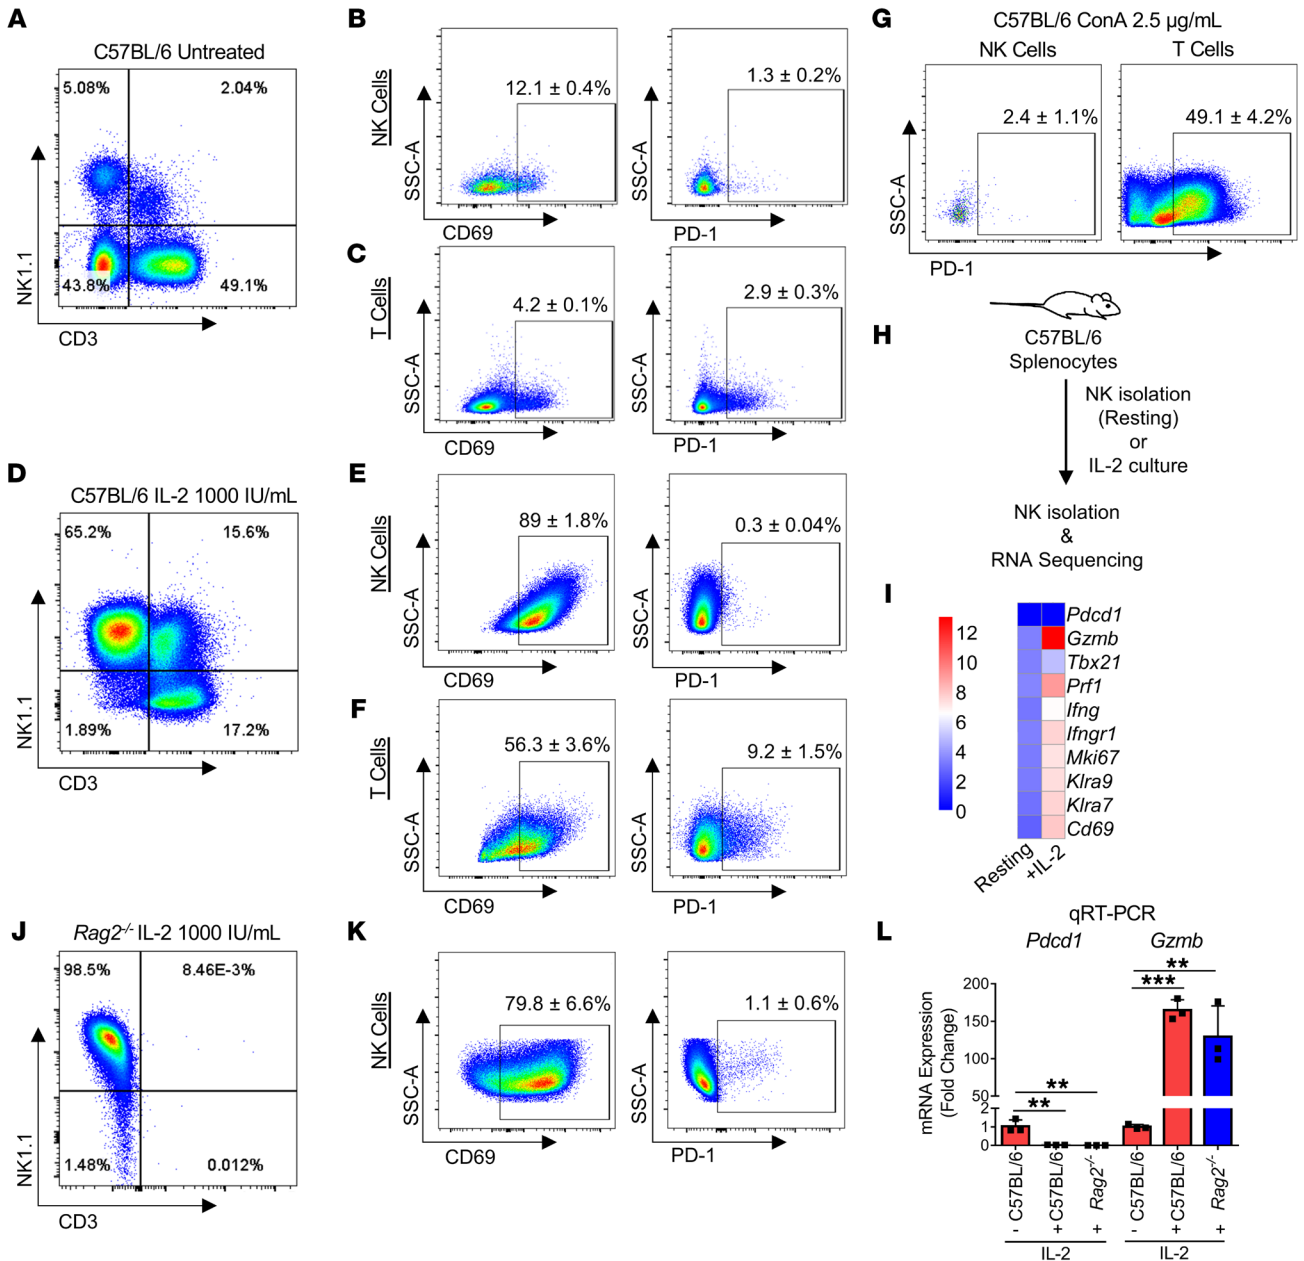 A
C57BL/6 Untreated
5.08%
2.04%
43.8%
49.1%
NK1.1
CD3
B
NK Cells
12.1 ± 0.4%
SSC-A
CD69
1.3 ± 0.2%
SSC-A
PD-1
C
T Cells
4.2 ± 0.1%
SSC-A
CD69
2.9 ± 0.3%
SSC-A
PD-1
D
C57BL/6 IL-2 1000 IU/mL
65.2%
15.6%
1.89%
17.2%
NK1.1
CD3
E
NK Cells
89 ± 1.8%
SSC-A
CD69
0.3 ± 0.04%
SSC-A
PD-1
F
T Cells
56.3 ± 3.6%
SSC-A
CD69
9.2 ± 1.5%
SSC-A
PD-1
G
C57BL/6 ConA 2.5 µg/mL
NK Cells
T Cells
2.4 ± 1.1%
49.1 ± 4.2%
SSC-A
PD-1
H
C57BL/6
Splenocytes
NK isolation
(Resting)
or
IL-2 culture
NK isolation
&
RNA Sequencing
I
12
10
8
6
4
2
0
Pdcd1
Gzmb
Tbx21
Prf1
Ifng
Ifngr1
Mki67
Klra9
Klra7
Cd69
Resting
+IL-2
J
Rag2-/- IL-2 1000 IU/mL
98.5%
8.46E-3%
1.48%
0.012%
NK1.1
CD3
K
NK Cells
79.8 ± 6.6%
SSC-A
CD69
1.1 ± 0.6%
SSC-A
PD-1
L
qRT-PCR
Pdcd1
Gzmb
mRNA Expression
(Fold Change)
200
150
100
50
2
1
0
**
**
***
**
- C57BL/6
+ C57BL/6
+ Rag2-/-
- C57BL/6
+ C57BL/6
+ Rag2-/-
IL-2
IL-2